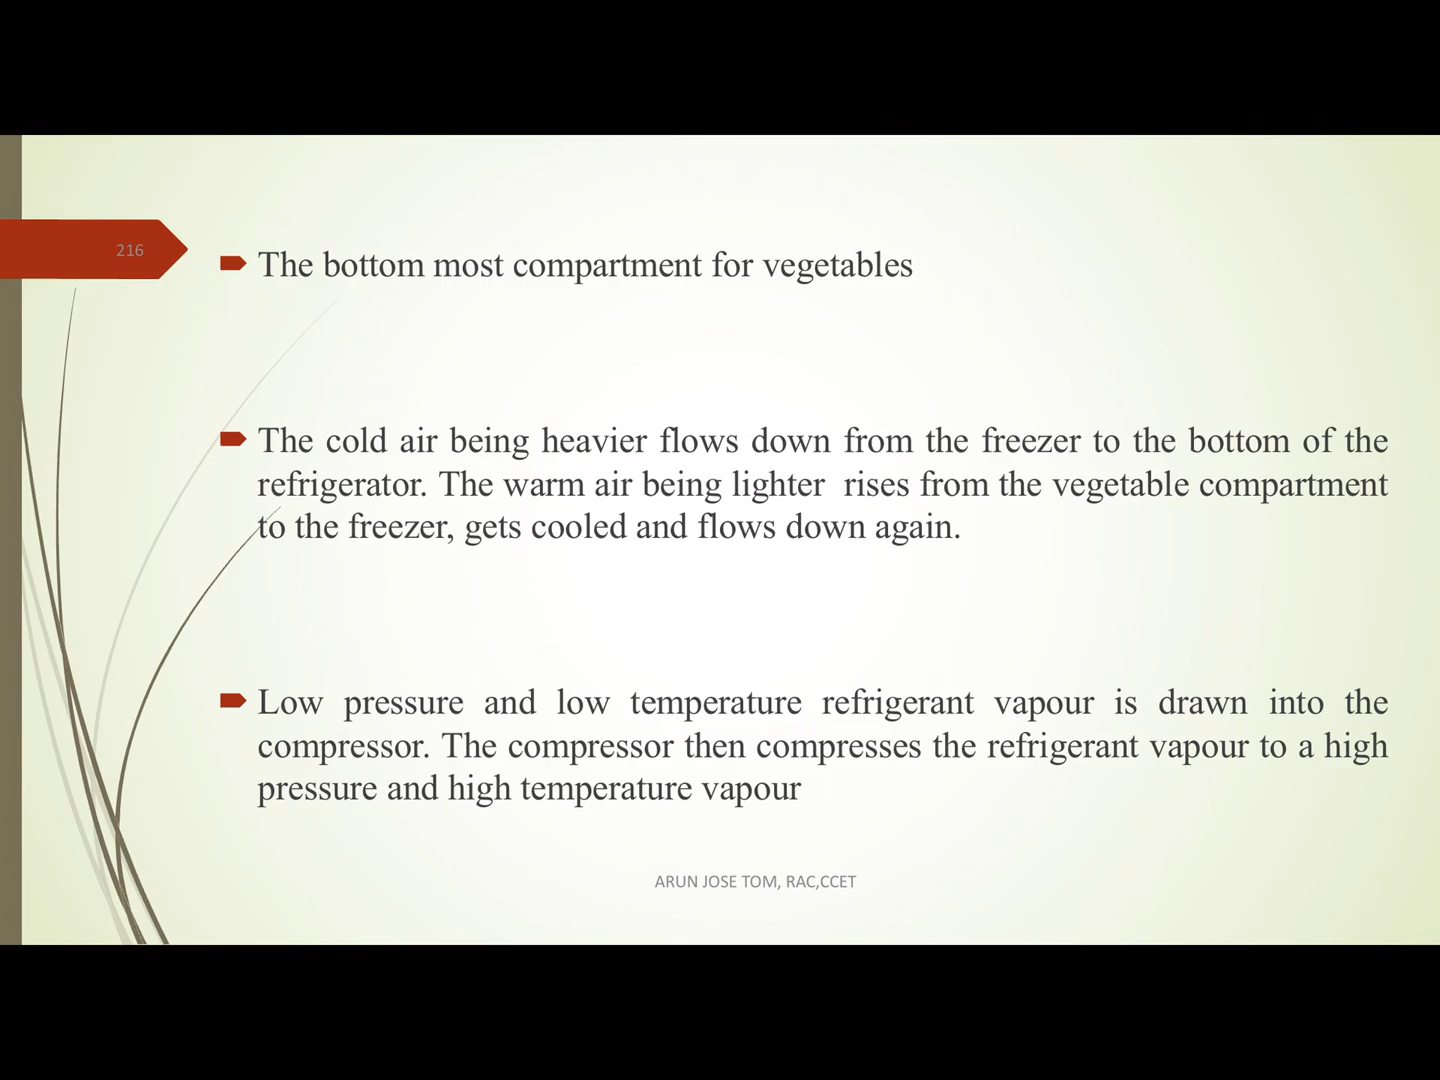 216
The bottom most compartment for vegetables
The cold air being heavier flows down from the freezer to the bottom of the
refrigerator. The warm air being lighter  rises from the vegetable compartment
to the freezer, gets cooled and flows down again.
Low pressure and low temperature refrigerant vapour is drawn into the
compressor. The compressor then compresses the refrigerant vapour to a high
pressure and high temperature vapour
ARUN JOSE TOM, RAC,CCET